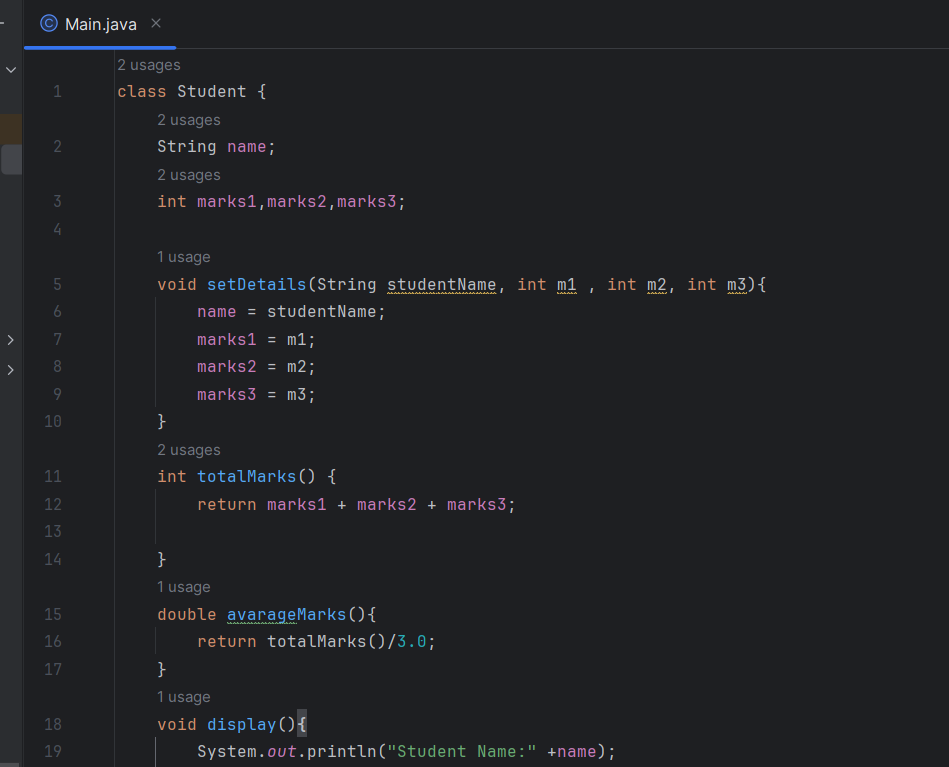 Main.java
2 usages
1 class Student {
2 usages
2 String name;
2 usages
3 int marks1,marks2,marks3;
4
1 usage
5 void setDetails(String studentName, int m1 , int m2, int m3){
6 name = studentName;
7 marks1 = m1;
8 marks2 = m2;
9 marks3 = m3;
10 }
2 usages
11 int totalMarks() {
12 return marks1 + marks2 + marks3;
13
14 }
1 usage
15 double avarageMarks(){
16 return totalMarks()/3.0;
17 }
1 usage
18 void display(){
19 System.out.println("Student Name:" +name);